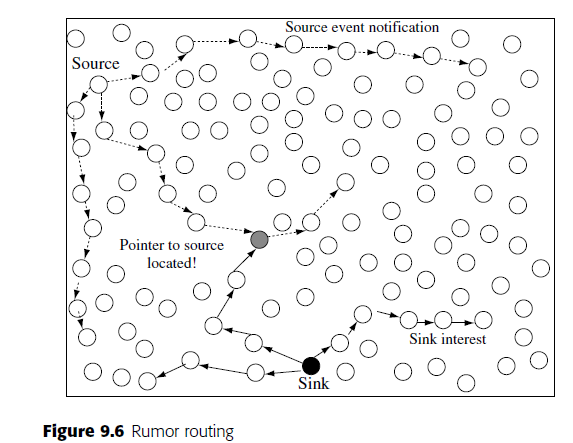 Source event notification
Source
Pointer to source
located!
Sink interest
Sink
Figure 9.6 Rumor routing